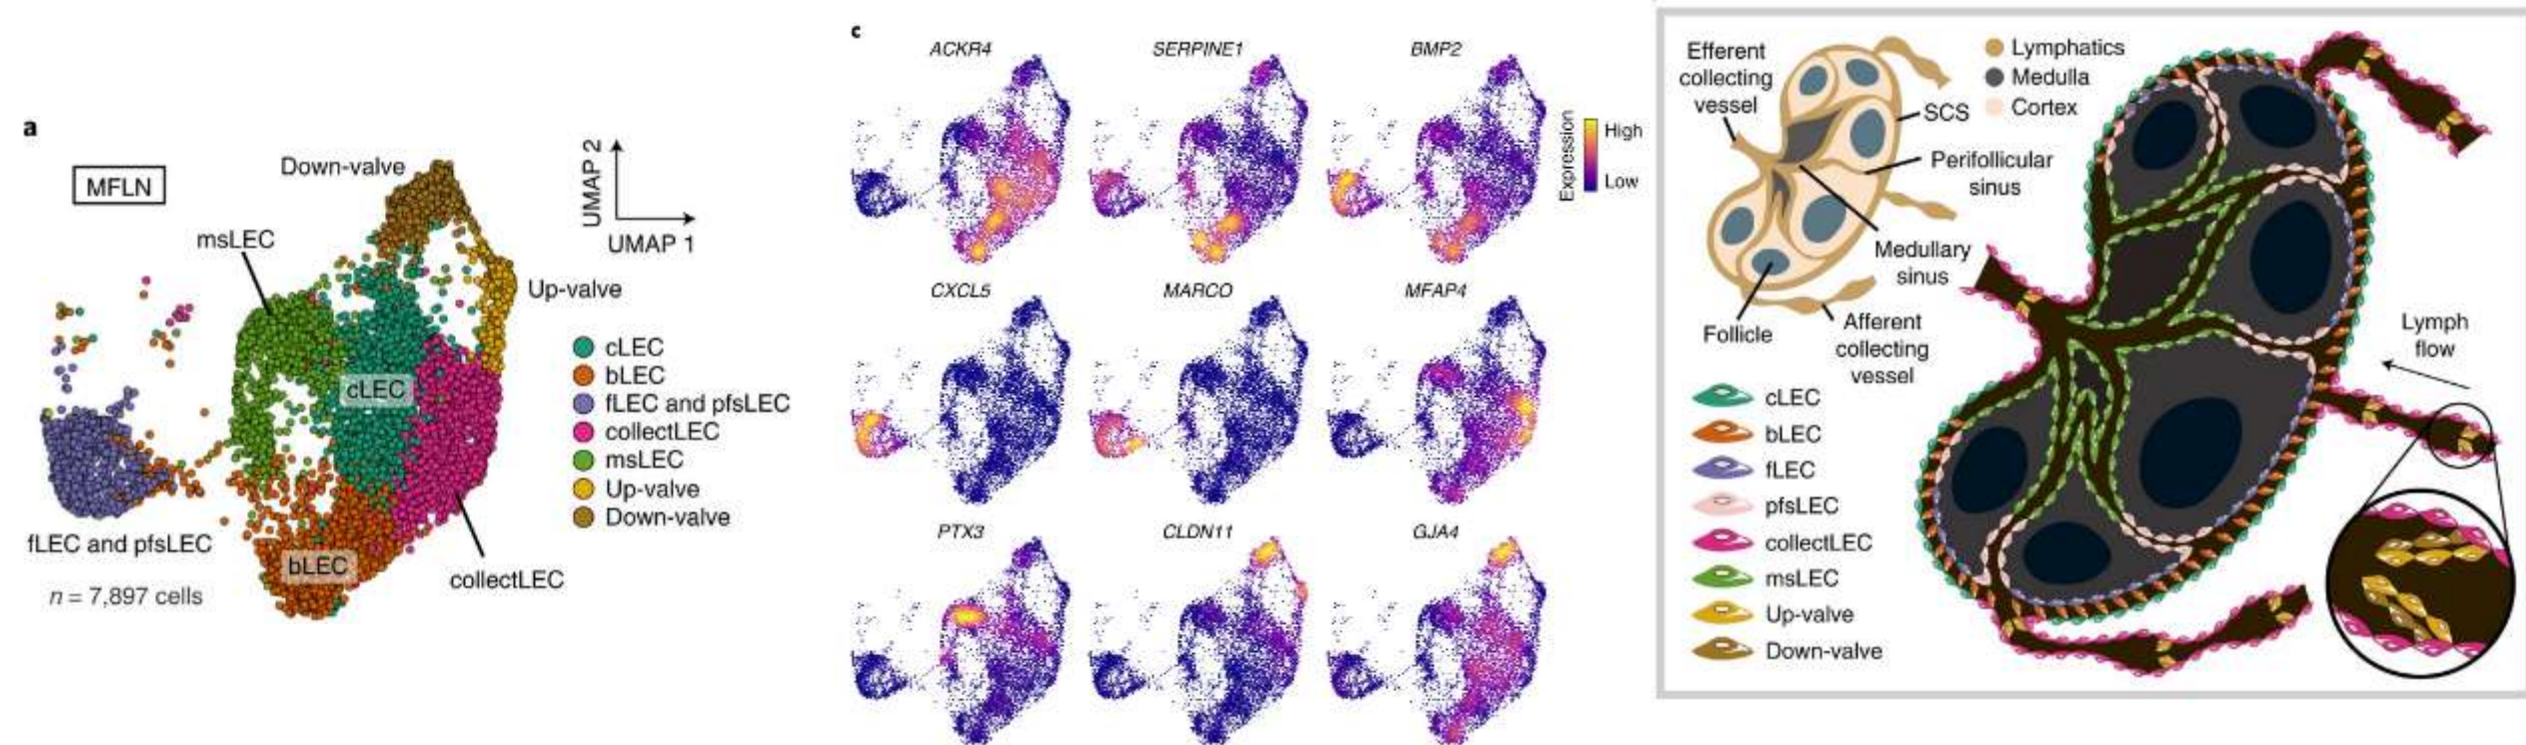 a
MFLN
Down-valve
msLEC
Up-valve
cLEC
bLEC
collectLEC
fLEC and pfsLEC
n = 7,897 cells
UMAP 2
UMAP 1
cLEC
bLEC
fLEC and pfsLEC
collectLEC
msLEC
Up-valve
Down-valve
c
ACKR4
SERPINE1
BMP2
CXCL5
MARCO
MFAP4
PTX3
CLDN11
GJA4
Expression
High
Low
Efferent
collecting
vessel
Lymphatics
Medulla
Cortex
SCS
Perifollicular
sinus
Medullary
sinus
Follicle
Afferent
collecting
vessel
Lymph
flow
cLEC
bLEC
fLEC
pfsLEC
collectLEC
msLEC
Up-valve
Down-valve